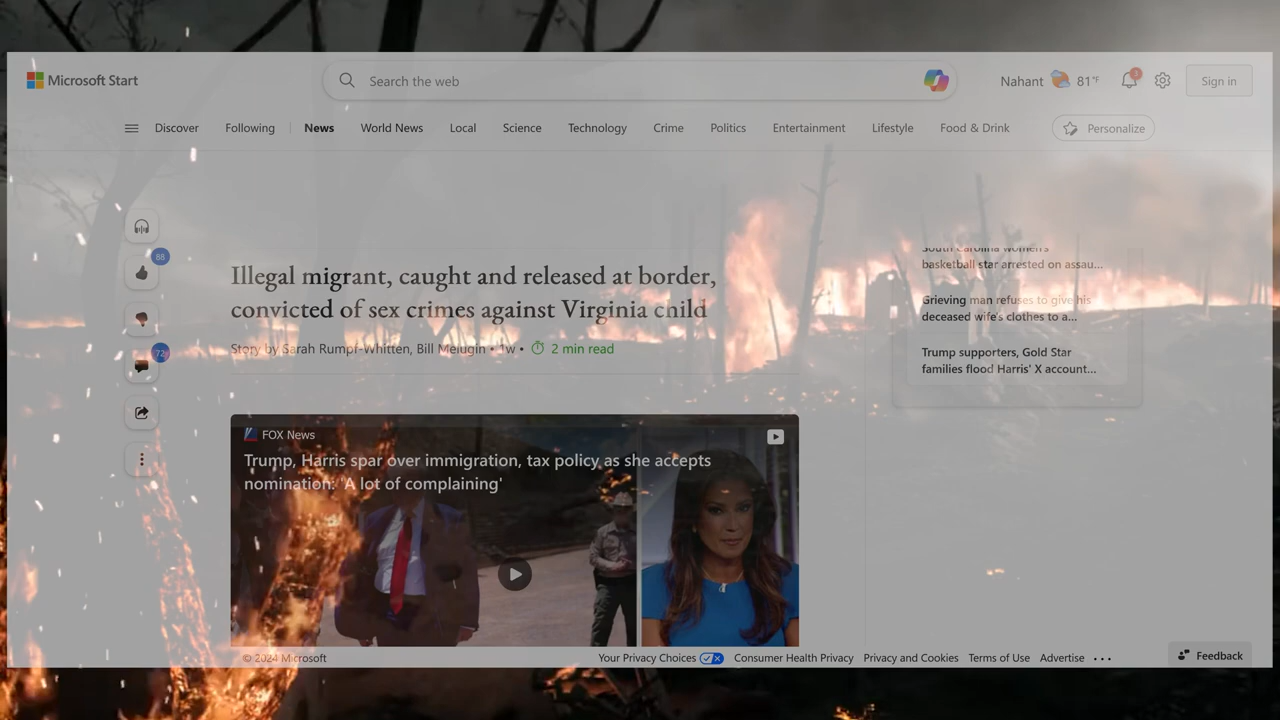 Microsoft Start
Search the web
Nahant
81°F
3
Sign in
Discover
Following
News
World News
Local
Science
Technology
Crime
Politics
Entertainment
Lifestyle
Food & Drink
Personalize
88
72
Illegal migrant, caught and released at border,
convicted of sex crimes against Virginia child
Story by Sarah Rumpf-Whitten, Bill Melugin • 1w • 2 min read
South Carolina women's
basketball star arrested on assau...
Grieving man refuses to give his
deceased wife's clothes to a...
Trump supporters, Gold Star
families flood Harris' X account...
FOX News
Trump, Harris spar over immigration, tax policy as she accepts
nomination: 'A lot of complaining'
© 2024 Microsoft
Your Privacy Choices
Consumer Health Privacy
Privacy and Cookies
Terms of Use
Advertise
...
Feedback